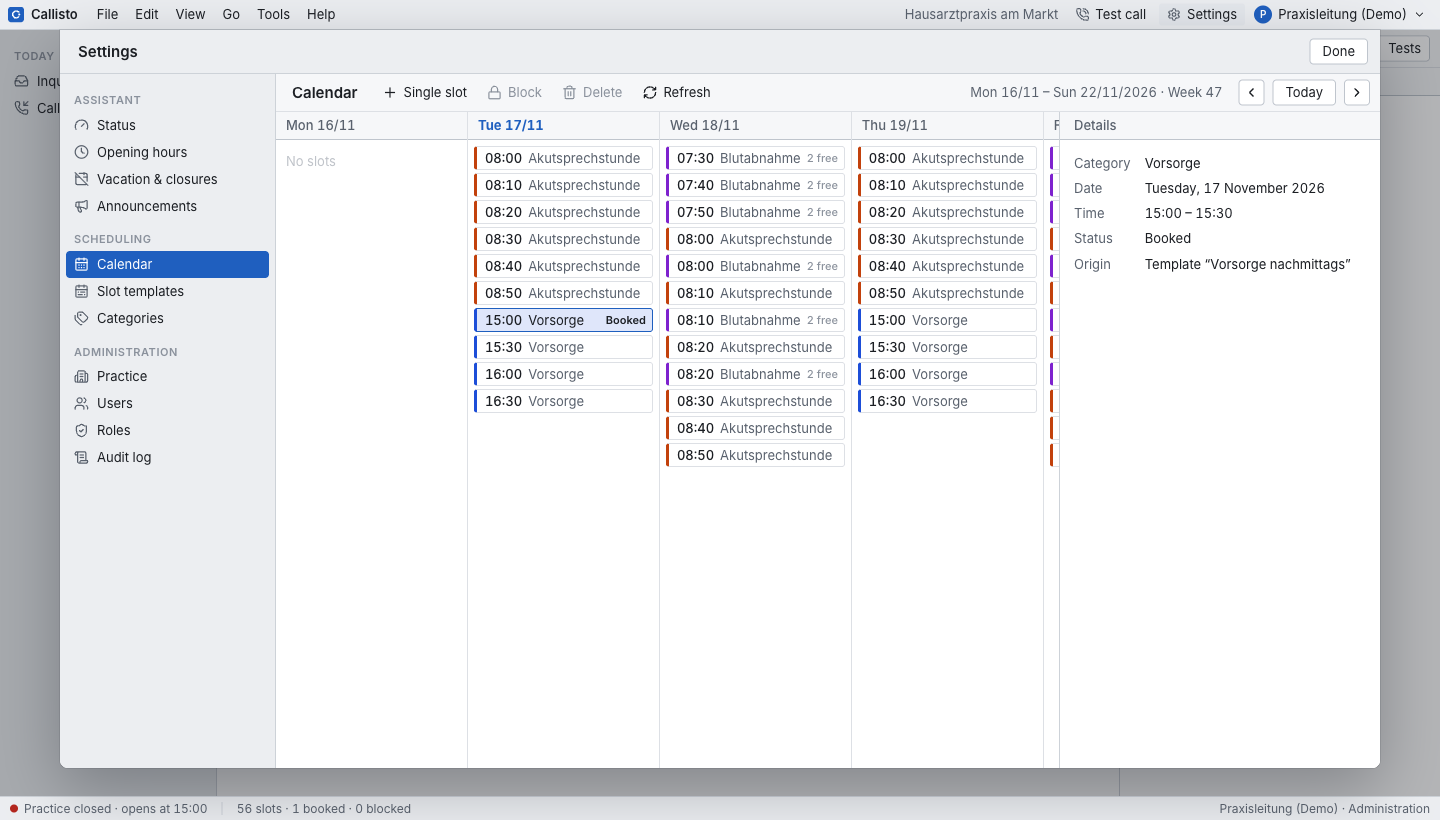 Callisto File Edit View Go Tools Help Hausarztpraxis am Markt Test call Settings P Praxisleitung (Demo)
Settings Done Tests
TODAY
Inqu
Call
ASSISTANT
Status
Opening hours
Vacation & closures
Announcements
SCHEDULING
Calendar
Slot templates
Categories
ADMINISTRATION
Practice
Users
Roles
Audit log
Calendar Single slot Block Delete Refresh Mon 16/11 – Sun 22/11/2026 · Week 47 Today
Mon 16/11
No slots
Tue 17/11
08:00 Akutsprechstunde
08:10 Akutsprechstunde
08:20 Akutsprechstunde
08:30 Akutsprechstunde
08:40 Akutsprechstunde
08:50 Akutsprechstunde
15:00 Vorsorge Booked
15:30 Vorsorge
16:00 Vorsorge
16:30 Vorsorge
Wed 18/11
07:30 Blutabnahme 2 free
07:40 Blutabnahme 2 free
07:50 Blutabnahme 2 free
08:00 Akutsprechstunde
08:00 Blutabnahme 2 free
08:10 Akutsprechstunde
08:10 Blutabnahme 2 free
08:20 Akutsprechstunde
08:20 Blutabnahme 2 free
08:30 Akutsprechstunde
08:40 Akutsprechstunde
08:50 Akutsprechstunde
Thu 19/11
08:00 Akutsprechstunde
08:10 Akutsprechstunde
08:20 Akutsprechstunde
08:30 Akutsprechstunde
08:40 Akutsprechstunde
08:50 Akutsprechstunde
15:00 Vorsorge
15:30 Vorsorge
16:00 Vorsorge
16:30 Vorsorge
Details
Category Vorsorge
Date Tuesday, 17 November 2026
Time 15:00 – 15:30
Status Booked
Origin Template “Vorsorge nachmittags”
Practice closed · opens at 15:00 56 slots · 1 booked · 0 blocked Praxisleitung (Demo) · Administration